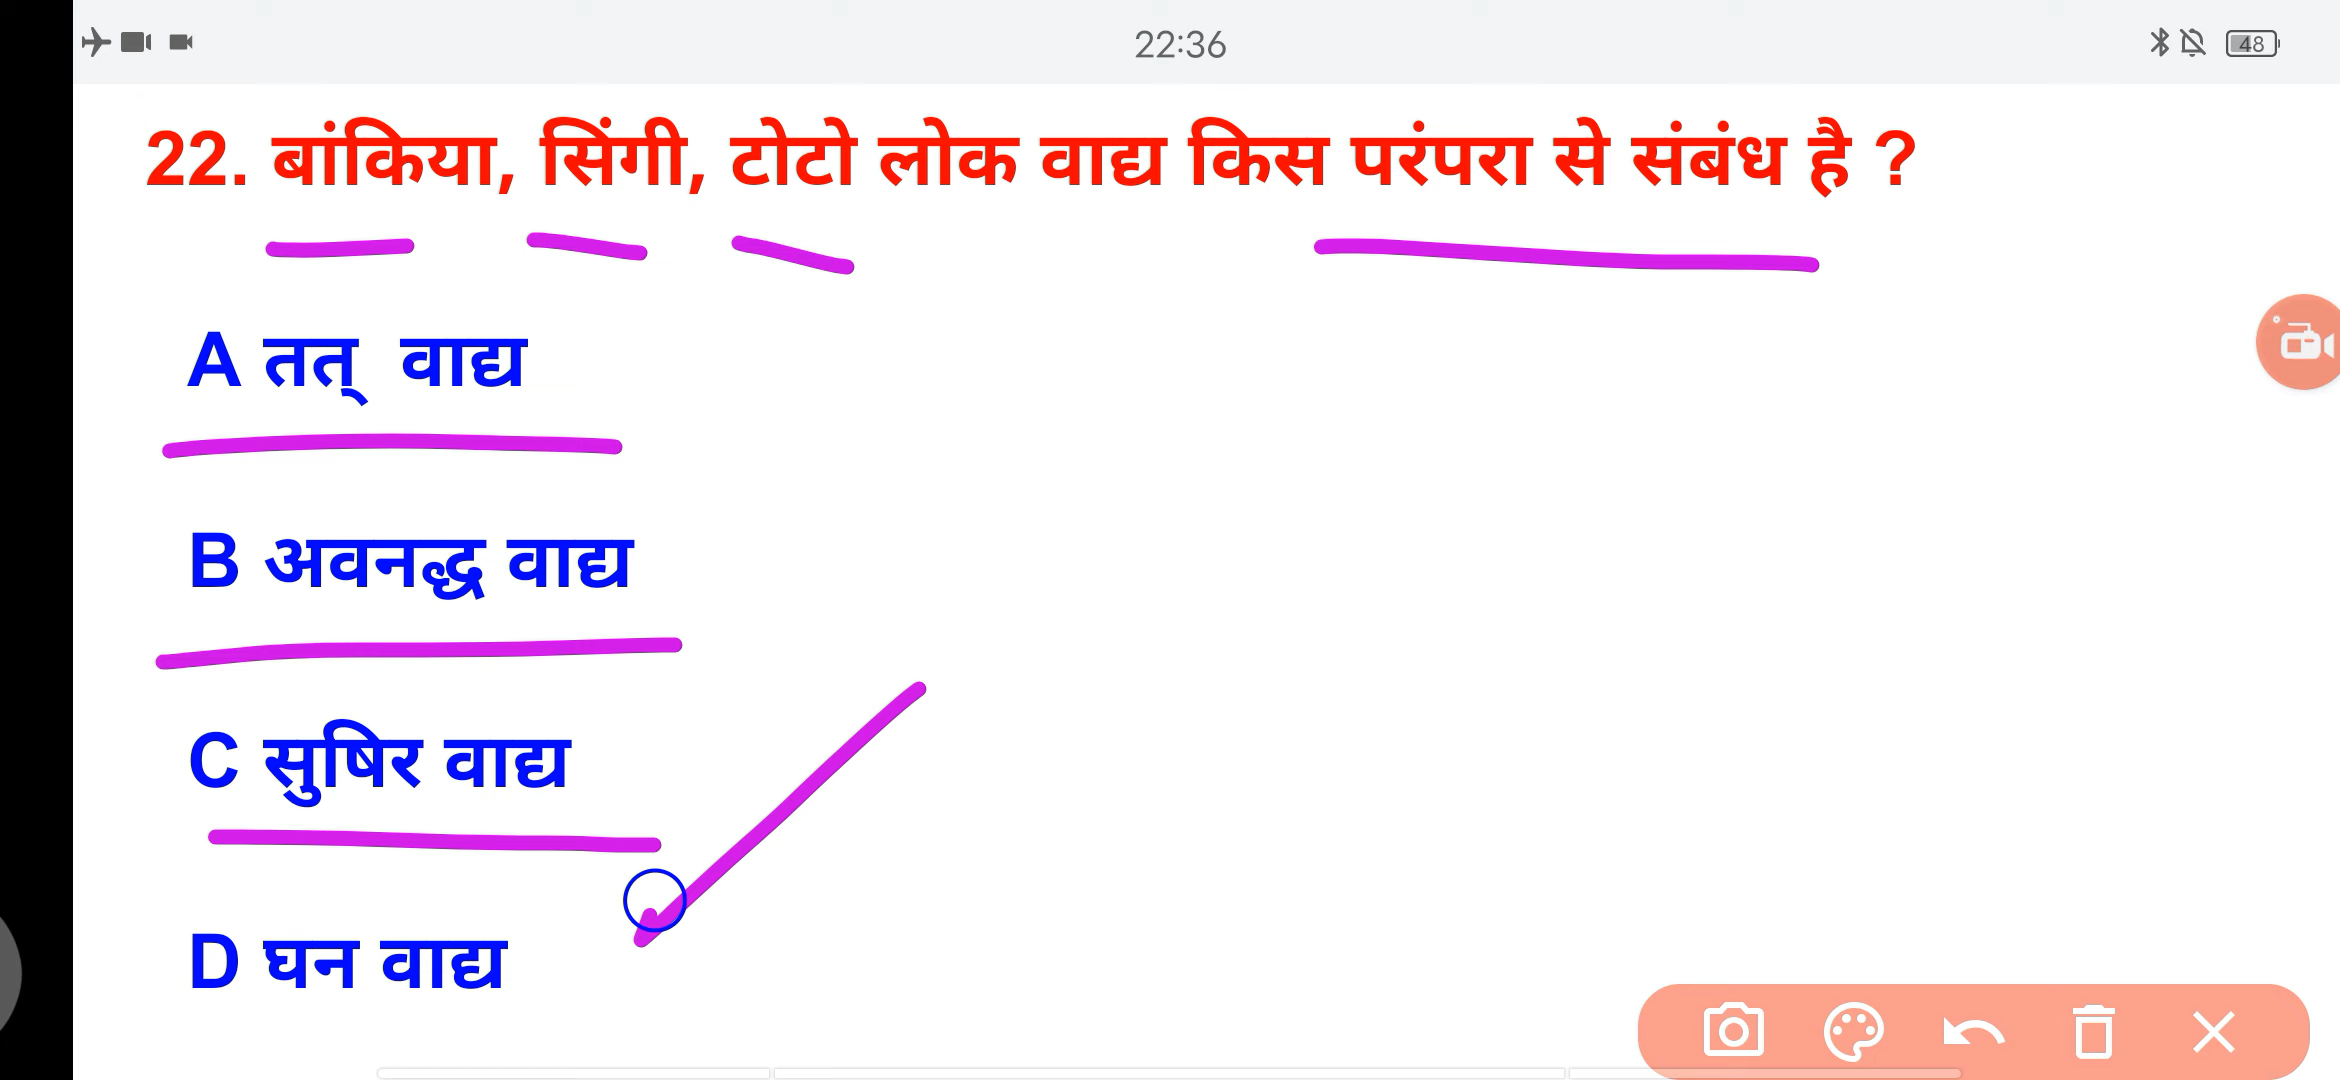 22:36
48
22. बांकिया, सिंगी, टोटो लोक वाद्य किस परंपरा से संबंध है ?
A तत् वाद्य
B अवनद्ध वाद्य
C सुषिर वाद्य
D घन वाद्य